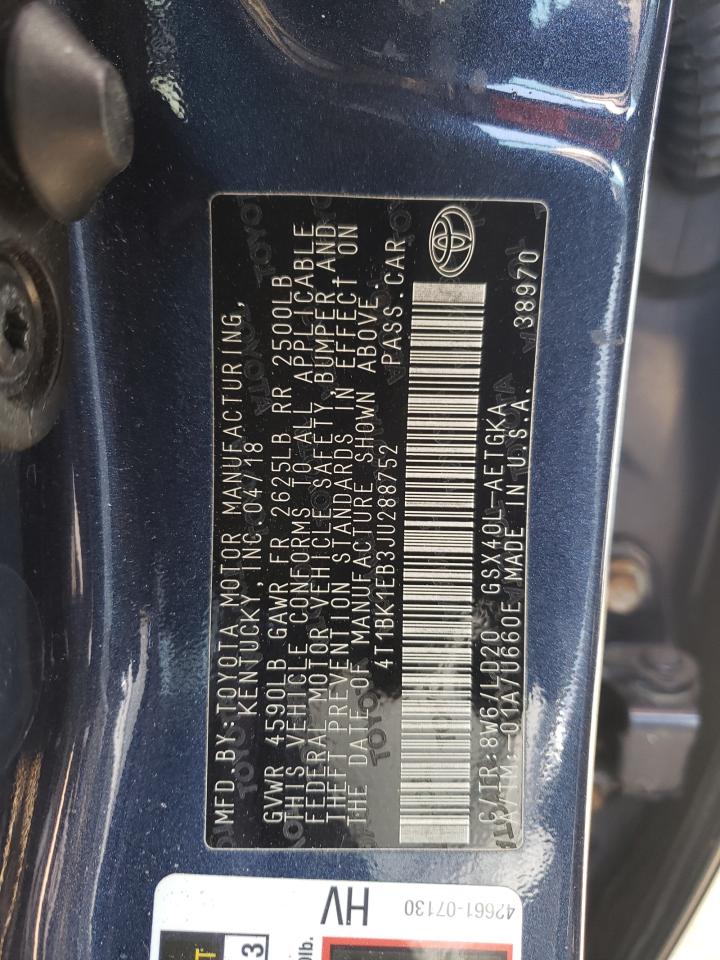 MFD.BY:TOYOTA MOTOR MANUFACTURING,
KENTUCKY, INC. 04/18
GVWR 4590LB GAWR FR 2625LB RR 2500LB
THIS VEHICLE CONFORMS TO ALL APPLICABLE
FEDERAL MOTOR VEHICLE SAFETY, BUMPER, AND
THEFT PREVENTION STANDARDS IN EFFECT ON
THE DATE OF MANUFACTURE SHOWN ABOVE.
4T1BK1EB3JU288752 PASS.CAR
C/TR:8W6/LD20 GSX40L-AETGKA
A/TM:-01A/U660E MADE IN U.S.A. 38970
HV
42661-07130
3
0lb.